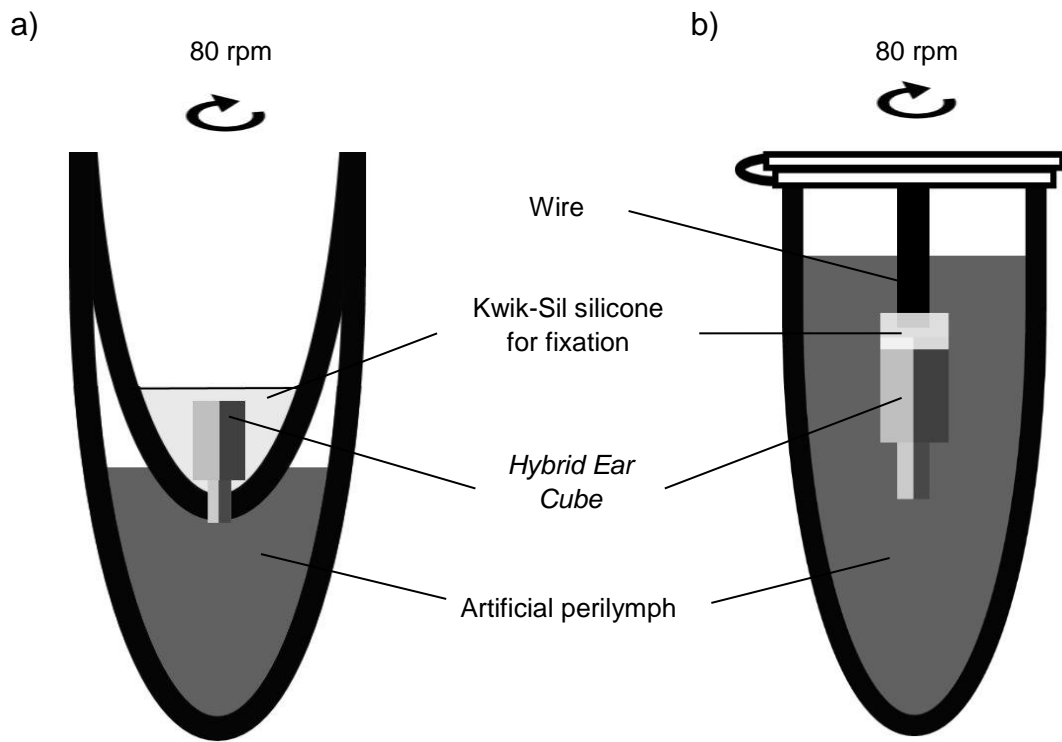 a)
80 rpm
b)
80 rpm
Wire
Kwik-Sil silicone
for fixation
Hybrid Ear
Cube
Artificial perilymph